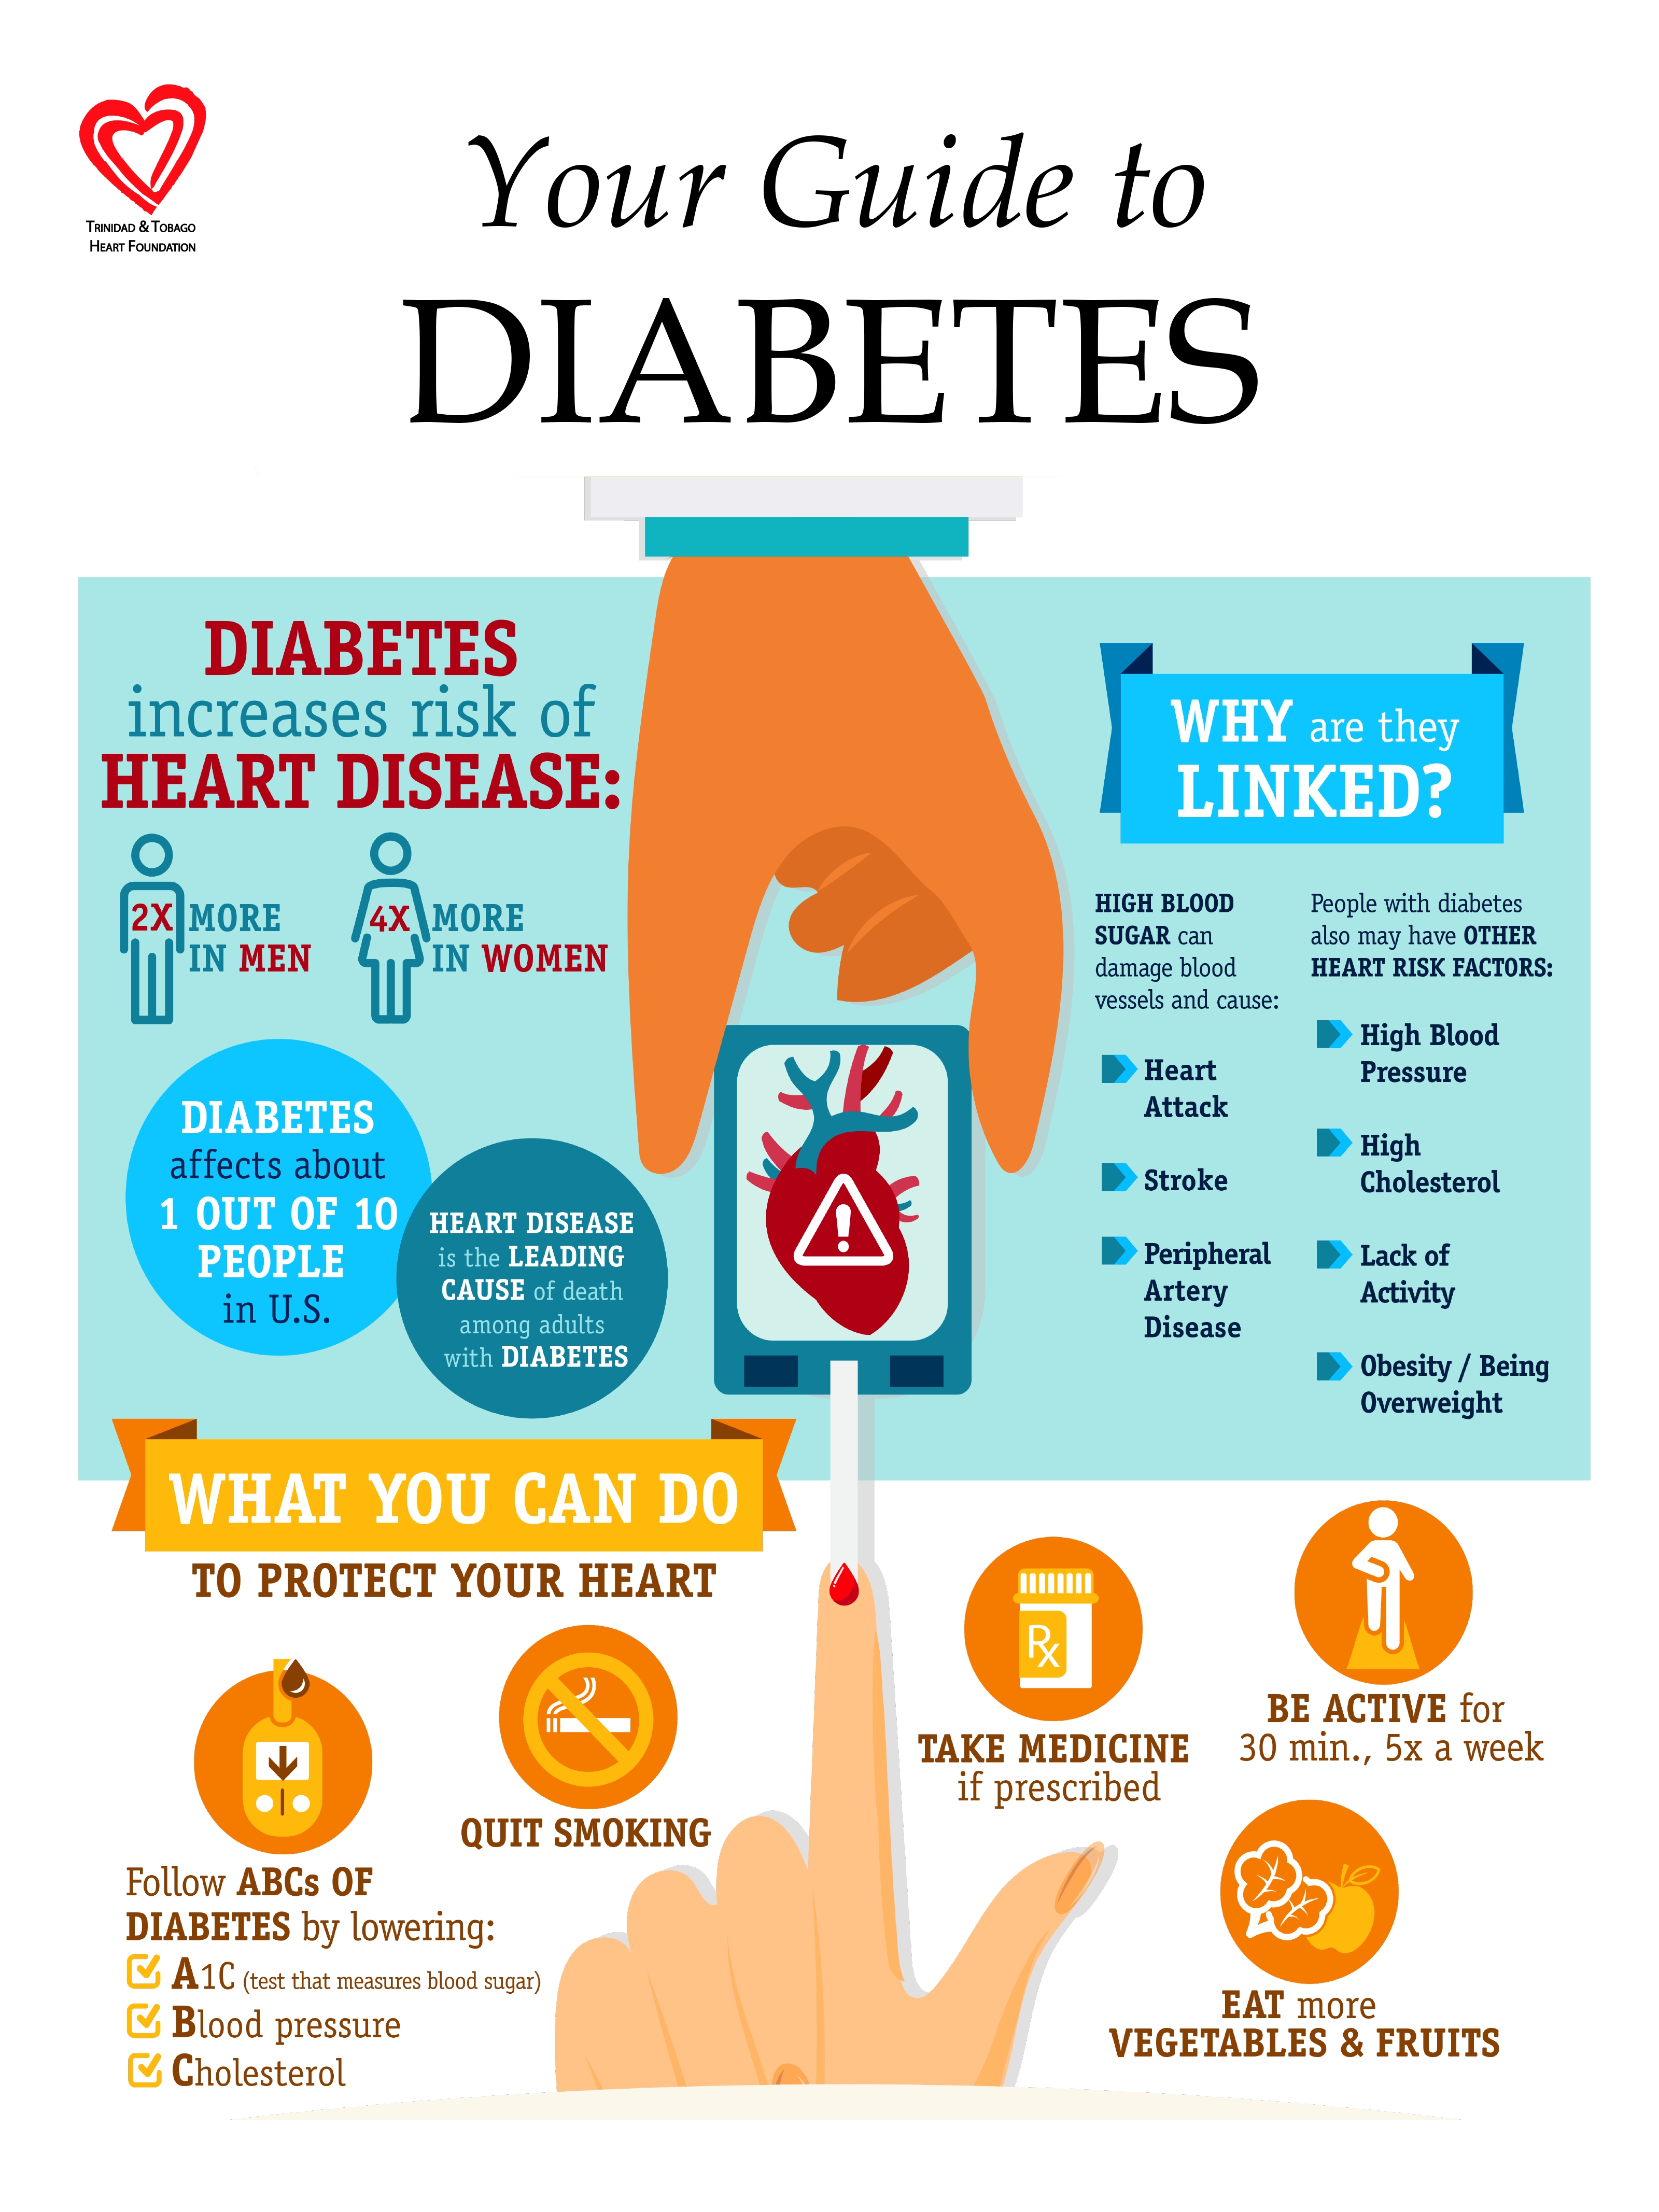 TRINIDAD & TOBAGO
HEART FOUNDATION
Your Guide to
DIABETES
DIABETES
increases risk of
HEART DISEASE:
2X MORE
IN MEN
4X MORE
IN WOMEN
DIABETES
affects about
1 OUT OF 10
PEOPLE
in U.S.
HEART DISEASE
is the LEADING
CAUSE of death
among adults
with DIABETES
WHY are they
LINKED?
HIGH BLOOD
SUGAR can
damage blood
vessels and cause:
Heart
Attack
Stroke
Peripheral
Artery
Disease
People with diabetes
also may have OTHER
HEART RISK FACTORS:
High Blood
Pressure
High
Cholesterol
Lack of
Activity
Obesity / Being
Overweight
!
WHAT YOU CAN DO
TO PROTECT YOUR HEART
Follow ABCs OF
DIABETES by lowering:
A1C (test that measures blood sugar)
Blood pressure
Cholesterol
QUIT SMOKING
Rx
TAKE MEDICINE
if prescribed
BE ACTIVE for
30 min., 5x a week
EAT more
VEGETABLES & FRUITS